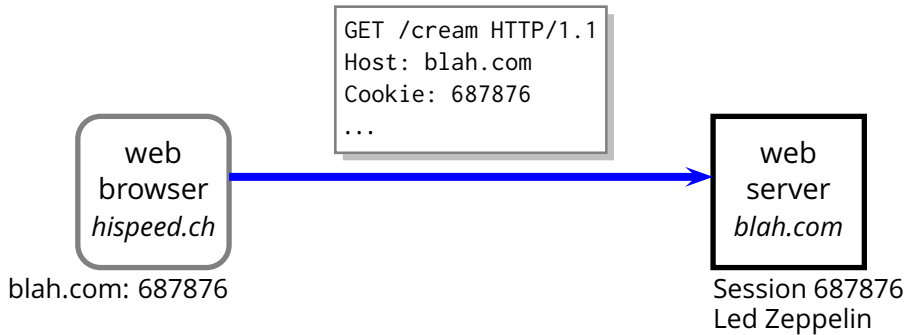 GET /cream HTTP/1.1
Host: blah.com
Cookie: 687876
...
web
browser
hispeed.ch
web
server
blah.com
blah.com: 687876
Session 687876
Led Zeppelin